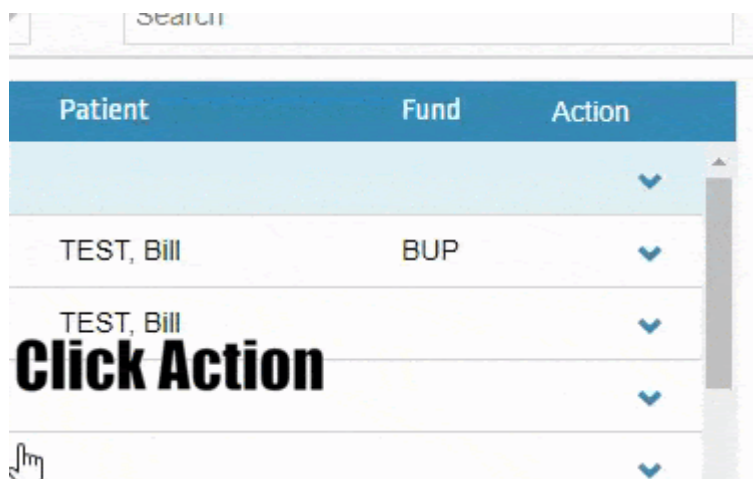 Search
Patient Fund Action
TEST, Bill BUP
TEST, Bill
Click Action